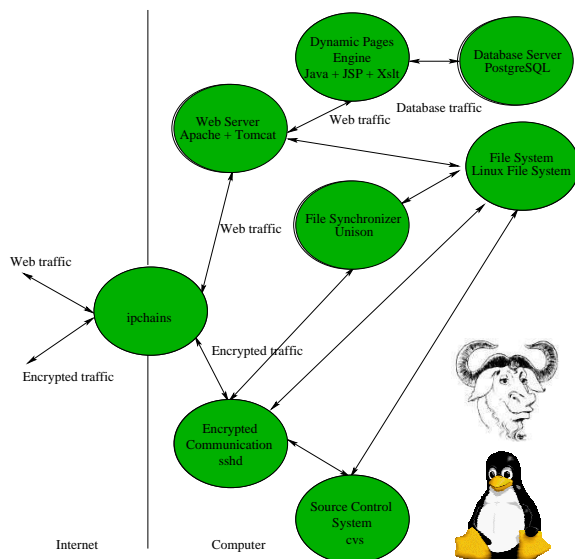 Dynamic Pages
Engine
Java + JSP + Xslt
Database Server
PostgreSQL
Database traffic
Web traffic
Web Server
Apache + Tomcat
File System
Linux File System
File Synchronizer
Unison
Web traffic
Web traffic
ipchains
Encrypted traffic
Encrypted traffic
Encrypted
Communication
sshd
Source Control
System
cvs
Internet
Computer